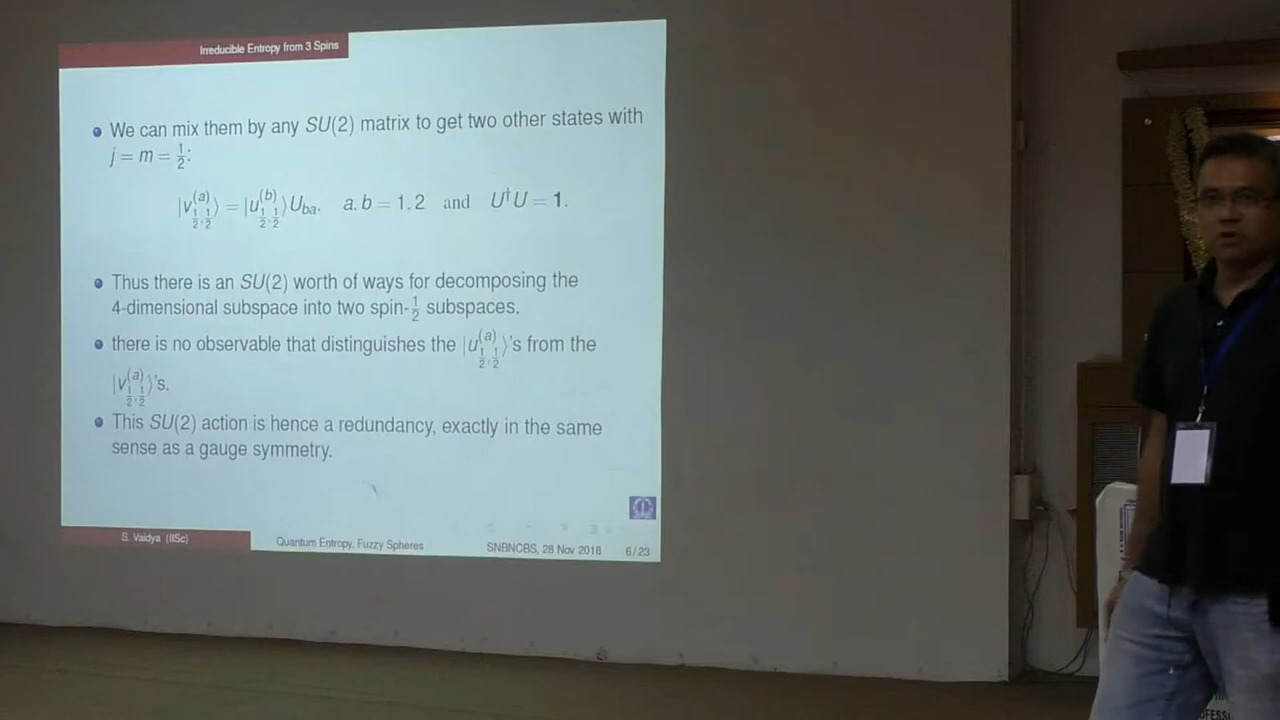 Irreducible Entropy from 3 Spins
We can mix them by any SU(2) matrix to get two other states with
j = m = 1/2:
|v^{(a)}_{1/2,1/2}⟩ = |u^{(b)}_{1/2,1/2}⟩U_{ba}, a, b = 1, 2 and U^†U = 1.
Thus there is an SU(2) worth of ways for decomposing the
4-dimensional subspace into two spin-1/2 subspaces.
there is no observable that distinguishes the |u^{(a)}_{1/2,1/2}⟩'s from the
|v^{(a)}_{1/2,1/2}⟩'s.
This SU(2) action is hence a redundancy, exactly in the same
sense as a gauge symmetry.
S. Vaidya (IISc) Quantum Entropy, Fuzzy Spheres SNBNCBS, 28 Nov 2018 6/23